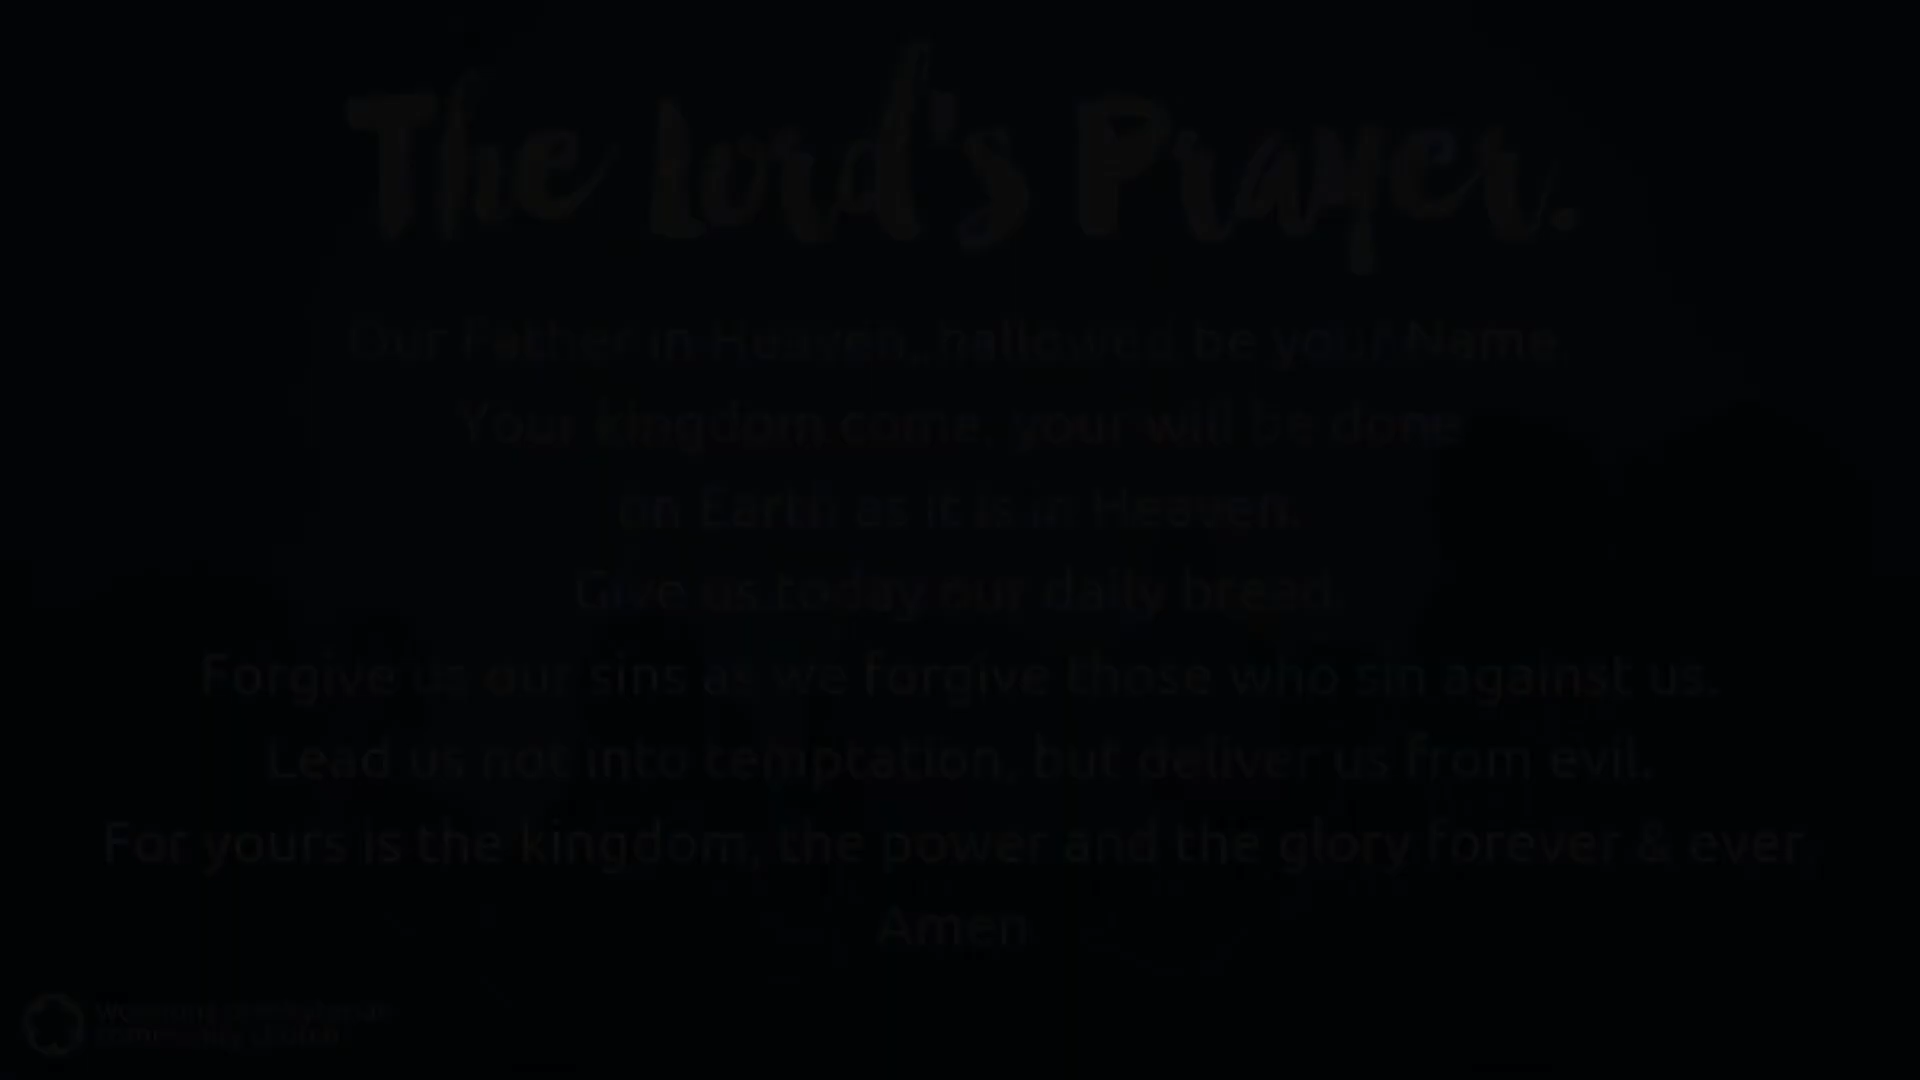 The Lord's Prayer.
Our Father in Heaven, hallowed be your Name
Your kingdom come, your will be done
on Earth as it is in Heaven.
Give us today our daily bread.
Forgive us our sins as we forgive those who sin against us.
Lead us not into temptation, but deliver us from evil.
For yours is the kingdom, the power and the glory forever & ever
Amen
community church